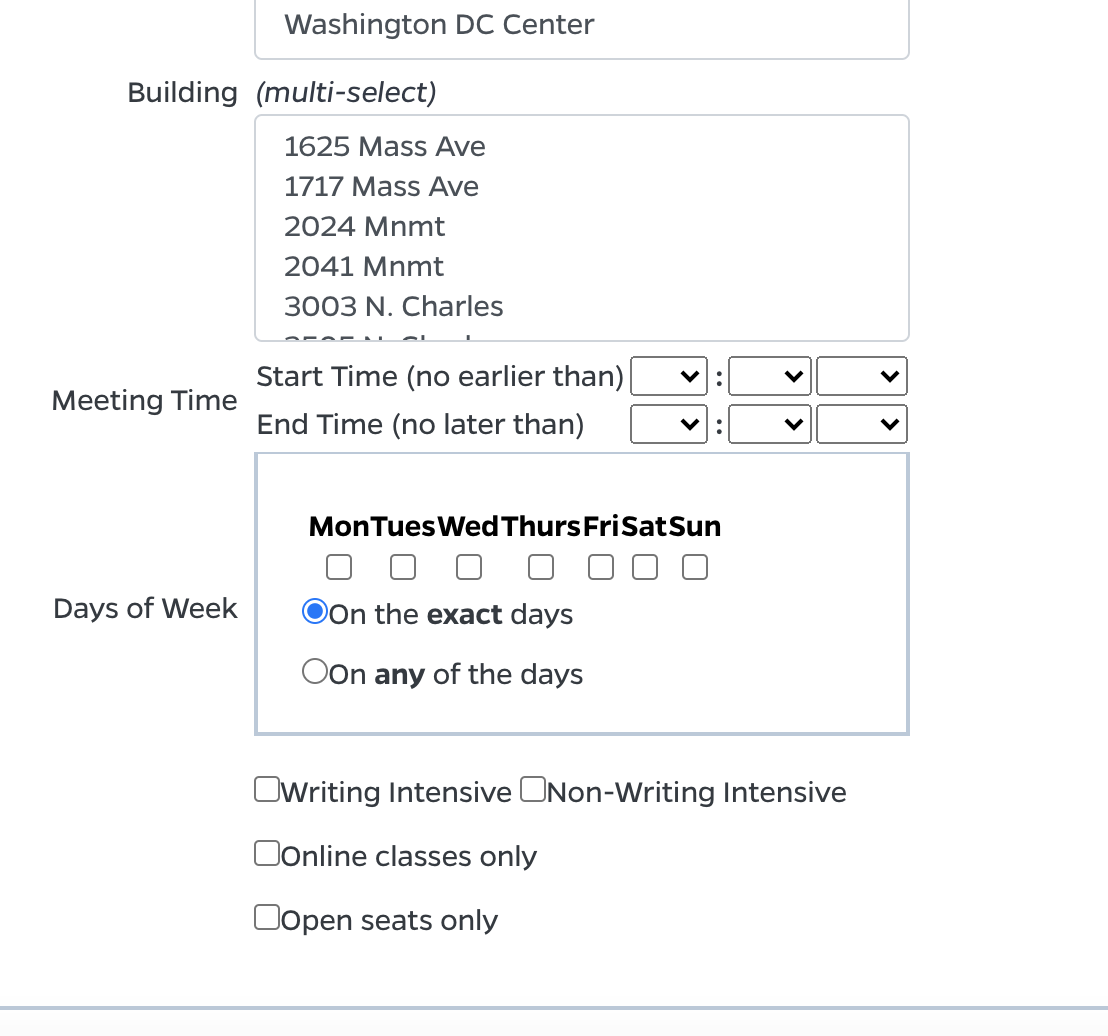 Washington DC Center
Building (multi-select)
1625 Mass Ave
1717 Mass Ave
2024 Mnmt
2041 Mnmt
3003 N. Charles
Meeting Time
Start Time (no earlier than) :
End Time (no later than) :
Days of Week
Mon Tues Wed Thurs Fri Sat Sun
On the exact days
On any of the days
Writing Intensive Non-Writing Intensive
Online classes only
Open seats only